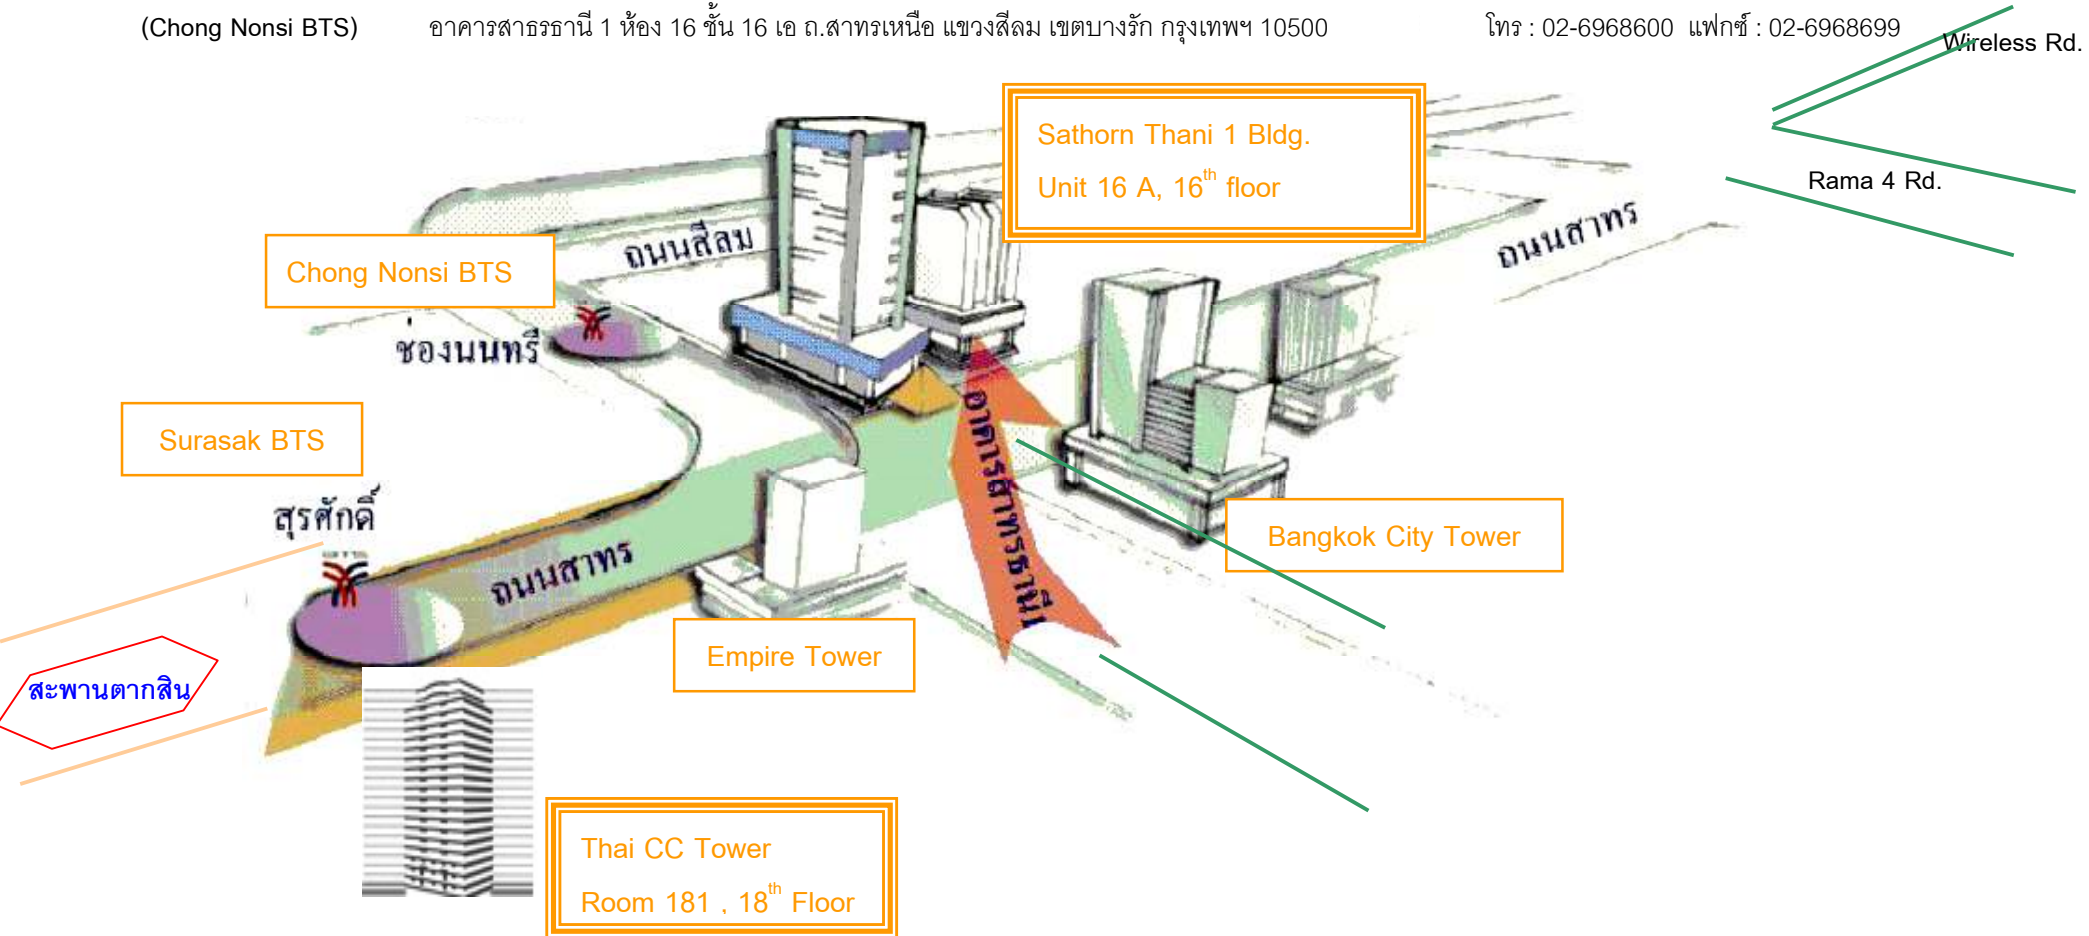 (Chong Nonsi BTS) อาคารสาธรธานี 1 ห้อง 16 ชั้น 16 เอ ถ.สาทรเหนือ แขวงสีลม เขตบางรัก กรุงเทพฯ 10500 โทร : 02-6968600 แฟกซ์ : 02-6968699
Wireless Rd.
Sathorn Thani 1 Bldg.
Unit 16 A, 16th floor
Rama 4 Rd.
ถนนสีลม
ถนนสาทร
Chong Nonsi BTS
ช่องนนทรี
Surasak BTS
สุรศักดิ์
อาคารสาทรธานี1
Bangkok City Tower
ถนนสาทร
Empire Tower
สะพานตากสิน
Thai CC Tower
Room 181 , 18th Floor